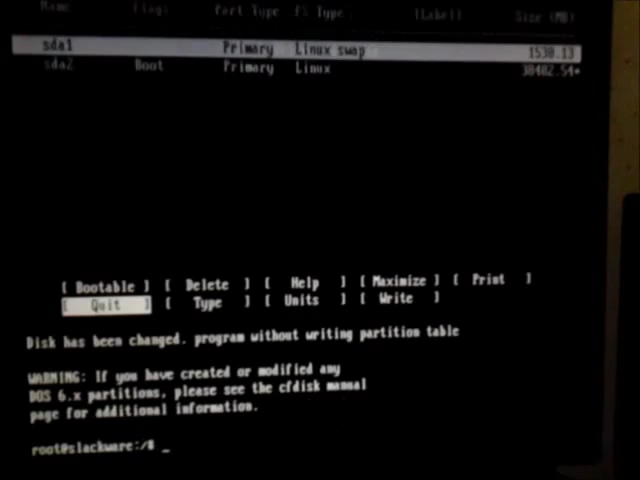 Name Flags Part Type FS Type [Label] Size (MB)
sda1 Primary Linux swap 1530.13
sda2 Boot Primary Linux
[ Bootable ] [ Delete ] [ Help ] [ Maximize ] [ Print ]
[ Quit ] [ Type ] [ Units ] [ Write ]
Disk has been changed. program without writing partition table
WARNING: If you have created or modified any
DOS 6.x partitions, please see the cfdisk manual
page for additional information.
root@slackware:/# _